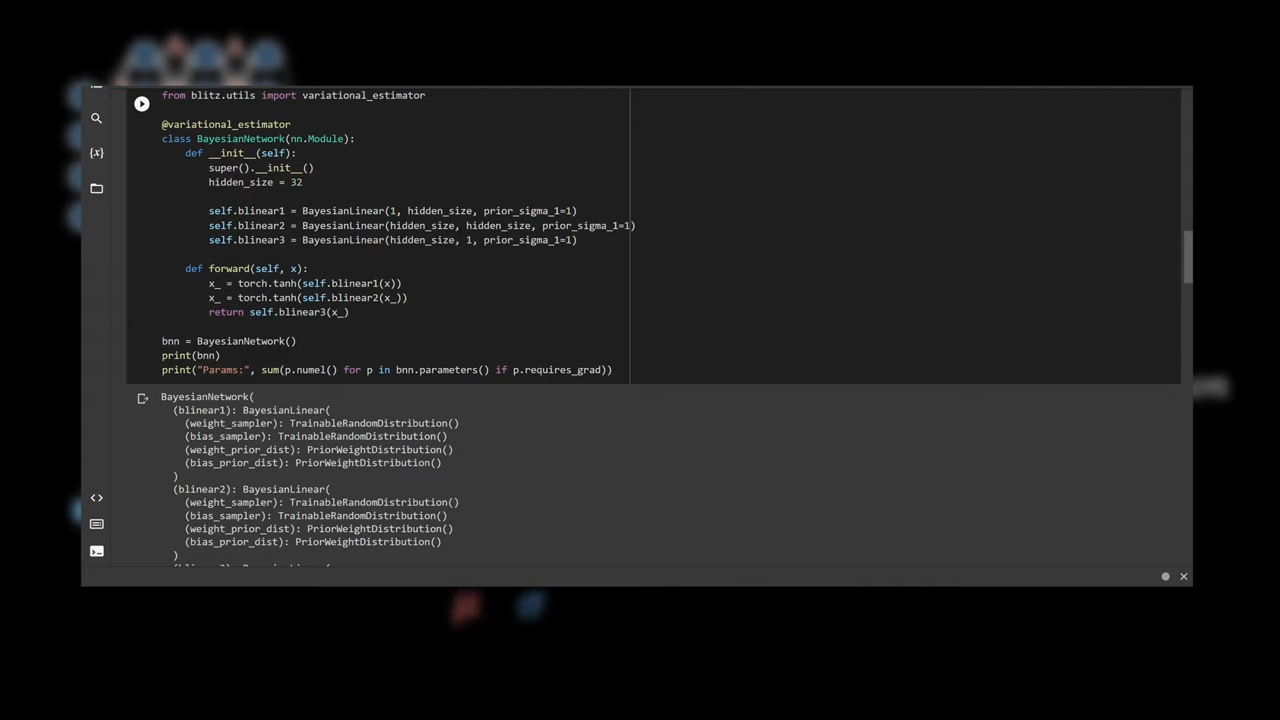 from blitz.utils import variational_estimator
@variational_estimator
class BayesianNetwork(nn.Module):
def __init__(self):
super().__init__()
hidden_size = 32
self.blinear1 = BayesianLinear(1, hidden_size, prior_sigma_1=1)
self.blinear2 = BayesianLinear(hidden_size, hidden_size, prior_sigma_1=1)
self.blinear3 = BayesianLinear(hidden_size, 1, prior_sigma_1=1)
def forward(self, x):
x_ = torch.tanh(self.blinear1(x))
x_ = torch.tanh(self.blinear2(x_))
return self.blinear3(x_)
bnn = BayesianNetwork()
print(bnn)
print("Params:", sum(p.numel() for p in bnn.parameters() if p.requires_grad))
BayesianNetwork(
(blinear1): BayesianLinear(
(weight_sampler): TrainableRandomDistribution()
(bias_sampler): TrainableRandomDistribution()
(weight_prior_dist): PriorWeightDistribution()
(bias_prior_dist): PriorWeightDistribution()
)
(blinear2): BayesianLinear(
(weight_sampler): TrainableRandomDistribution()
(bias_sampler): TrainableRandomDistribution()
(weight_prior_dist): PriorWeightDistribution()
(bias_prior_dist): PriorWeightDistribution()
)